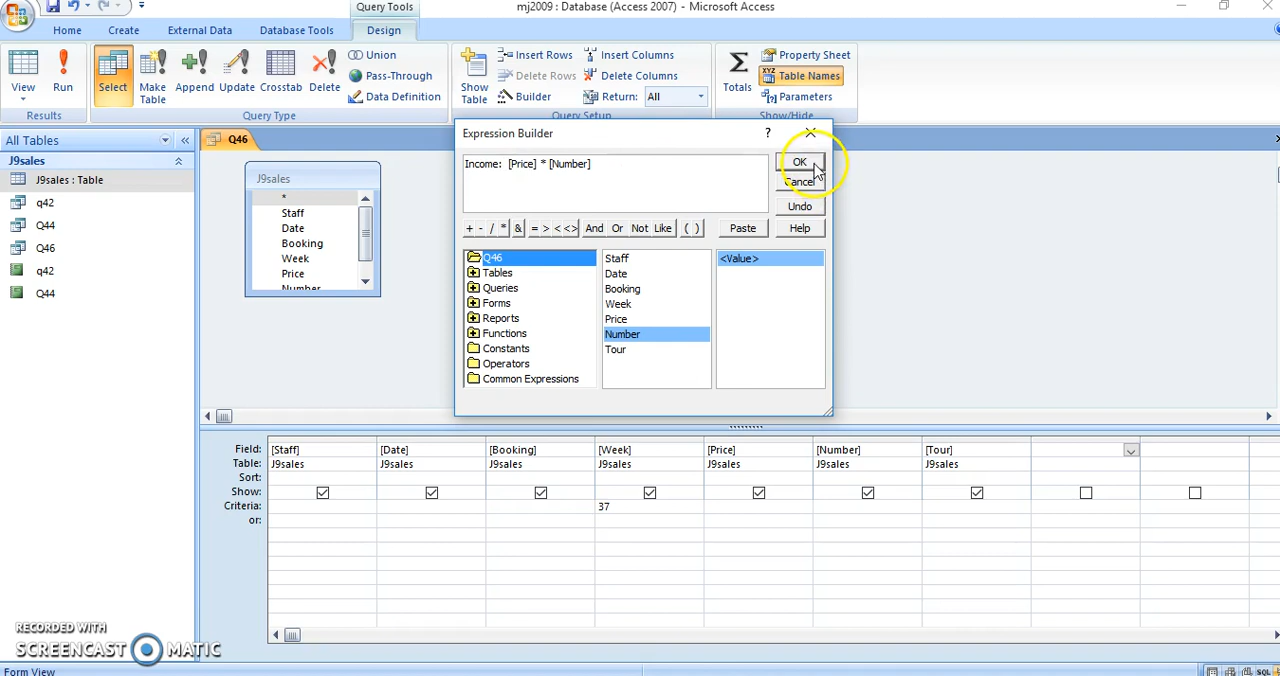 Query Tools
mj2009 : Database (Access 2007) - Microsoft Access
Home
Create
External Data
Database Tools
Design
View
Run
Results
Select
Make Table
Append
Update
Crosstab
Delete
Union
Pass-Through
Data Definition
Query Type
Show Table
Insert Rows
Delete Rows
Builder
Insert Columns
Delete Columns
Return: All
Query Setup
Σ
Totals
Property Sheet
XYZ
Table Names
Parameters
Show/Hide
All Tables
J9sales
J9sales : Table
q42
Q44
Q46
q42
Q44
Q46
J9sales
*
Staff
Date
Booking
Week
Price
Number
Expression Builder
?
Income: [Price] * [Number]
OK
Cancel
Undo
+ - / * & = > < <> And Or Not Like ( )
Paste
Help
Q46
Tables
Queries
Forms
Reports
Functions
Constants
Operators
Common Expressions
Staff
Date
Booking
Week
Price
Number
Tour
<Value>
Field: [Staff] [Date] [Booking] [Week] [Price] [Number] [Tour]
Table: J9sales J9sales J9sales J9sales J9sales J9sales J9sales
Sort:
Show:
Criteria: 37
or:
RECORDED WITH
SCREENCAST MATIC
Form View
SQL